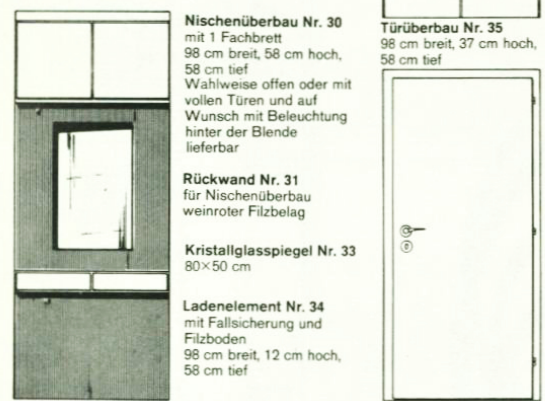 Nischenüberbau Nr. 30
mit 1 Fachbrett
98 cm breit, 58 cm hoch,
58 cm tief
Wahlweise offen oder mit
vollen Türen und auf
Wunsch mit Beleuchtung
hinter der Blende
lieferbar
Rückwand Nr. 31
für Nischenüberbau
weinroter Filzbelag
Kristallglasspiegel Nr. 33
80×50 cm
Ladenelement Nr. 34
mit Fallsicherung und
Filzboden
98 cm breit, 12 cm hoch,
58 cm tief
Türüberbau Nr. 35
98 cm breit, 37 cm hoch,
58 cm tief